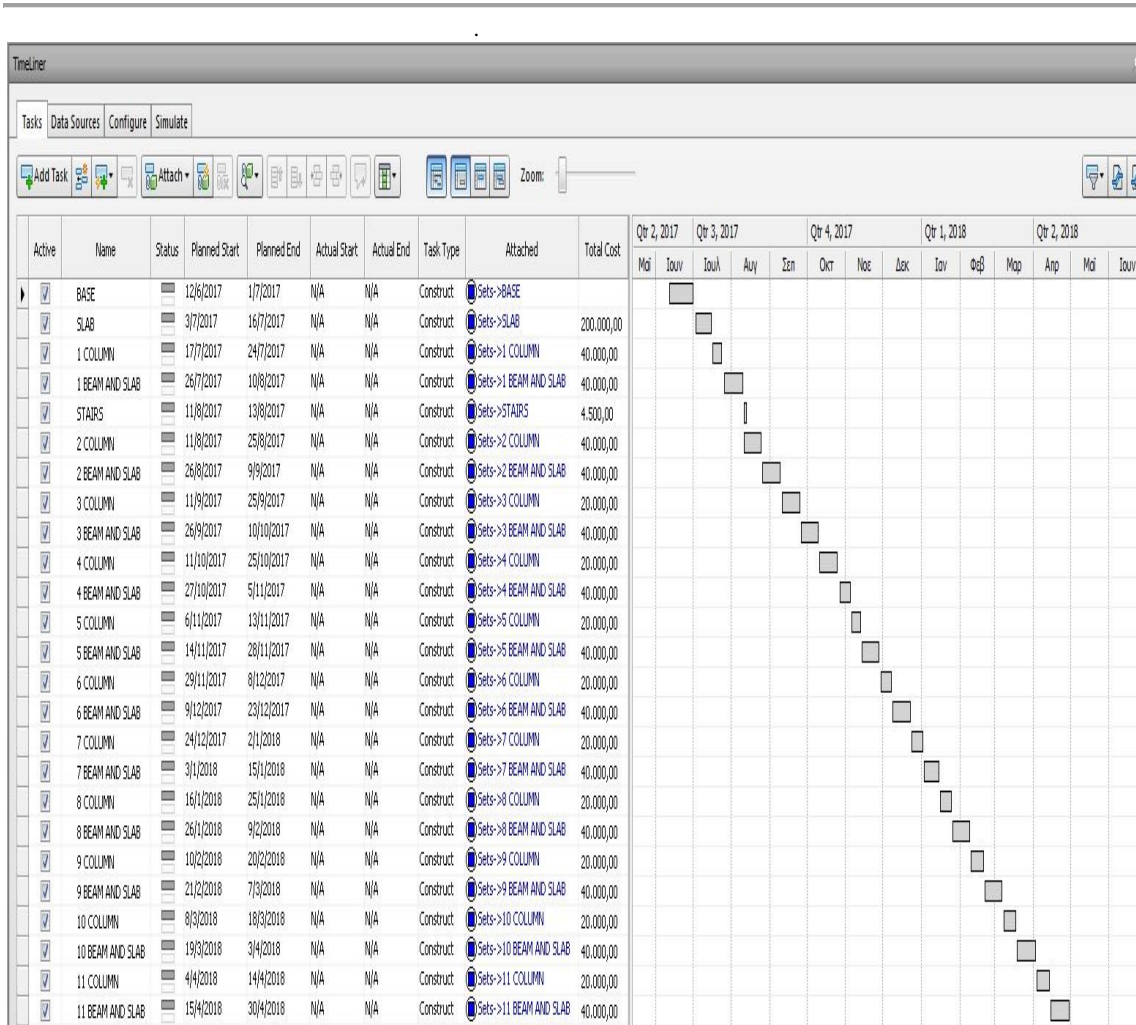 .
TimeLiner
Tasks Data Sources Configure Simulate
Add Task Attach Zoom:
Active Name Status Planned Start Planned End Actual Start Actual End Task Type Attached Total Cost
Qtr 2, 2017 Qtr 3, 2017 Qtr 4, 2017 Qtr 1, 2018 Qtr 2, 2018
Μαϊ Ιουν Ιουλ Αυγ Σεπ Οκτ Νοε Δεκ Ιαν Φεβ Μαρ Απρ Μαϊ Ιουν
BASE 12/6/2017 1/7/2017 N/A N/A Construct Sets->BASE
SLAB 3/7/2017 16/7/2017 N/A N/A Construct Sets->SLAB 200.000,00
1 COLUMN 17/7/2017 24/7/2017 N/A N/A Construct Sets->1 COLUMN 40.000,00
1 BEAM AND SLAB 26/7/2017 10/8/2017 N/A N/A Construct Sets->1 BEAM AND SLAB 40.000,00
STAIRS 11/8/2017 13/8/2017 N/A N/A Construct Sets->STAIRS 4.500,00
2 COLUMN 11/8/2017 25/8/2017 N/A N/A Construct Sets->2 COLUMN 40.000,00
2 BEAM AND SLAB 26/8/2017 9/9/2017 N/A N/A Construct Sets->2 BEAM AND SLAB 40.000,00
3 COLUMN 11/9/2017 25/9/2017 N/A N/A Construct Sets->3 COLUMN 20.000,00
3 BEAM AND SLAB 26/9/2017 10/10/2017 N/A N/A Construct Sets->3 BEAM AND SLAB 40.000,00
4 COLUMN 11/10/2017 25/10/2017 N/A N/A Construct Sets->4 COLUMN 20.000,00
4 BEAM AND SLAB 27/10/2017 5/11/2017 N/A N/A Construct Sets->4 BEAM AND SLAB 40.000,00
5 COLUMN 6/11/2017 13/11/2017 N/A N/A Construct Sets->5 COLUMN 20.000,00
5 BEAM AND SLAB 14/11/2017 28/11/2017 N/A N/A Construct Sets->5 BEAM AND SLAB 40.000,00
6 COLUMN 29/11/2017 8/12/2017 N/A N/A Construct Sets->6 COLUMN 20.000,00
6 BEAM AND SLAB 9/12/2017 23/12/2017 N/A N/A Construct Sets->6 BEAM AND SLAB 40.000,00
7 COLUMN 24/12/2017 2/1/2018 N/A N/A Construct Sets->7 COLUMN 20.000,00
7 BEAM AND SLAB 3/1/2018 15/1/2018 N/A N/A Construct Sets->7 BEAM AND SLAB 40.000,00
8 COLUMN 16/1/2018 25/1/2018 N/A N/A Construct Sets->8 COLUMN 20.000,00
8 BEAM AND SLAB 26/1/2018 9/2/2018 N/A N/A Construct Sets->8 BEAM AND SLAB 40.000,00
9 COLUMN 10/2/2018 20/2/2018 N/A N/A Construct Sets->9 COLUMN 20.000,00
9 BEAM AND SLAB 21/2/2018 7/3/2018 N/A N/A Construct Sets->9 BEAM AND SLAB 40.000,00
10 COLUMN 8/3/2018 18/3/2018 N/A N/A Construct Sets->10 COLUMN 20.000,00
10 BEAM AND SLAB 19/3/2018 3/4/2018 N/A N/A Construct Sets->10 BEAM AND SLAB 40.000,00
11 COLUMN 4/4/2018 14/4/2018 N/A N/A Construct Sets->11 COLUMN 20.000,00
11 BEAM AND SLAB 15/4/2018 30/4/2018 N/A N/A Construct Sets->11 BEAM AND SLAB 40.000,00